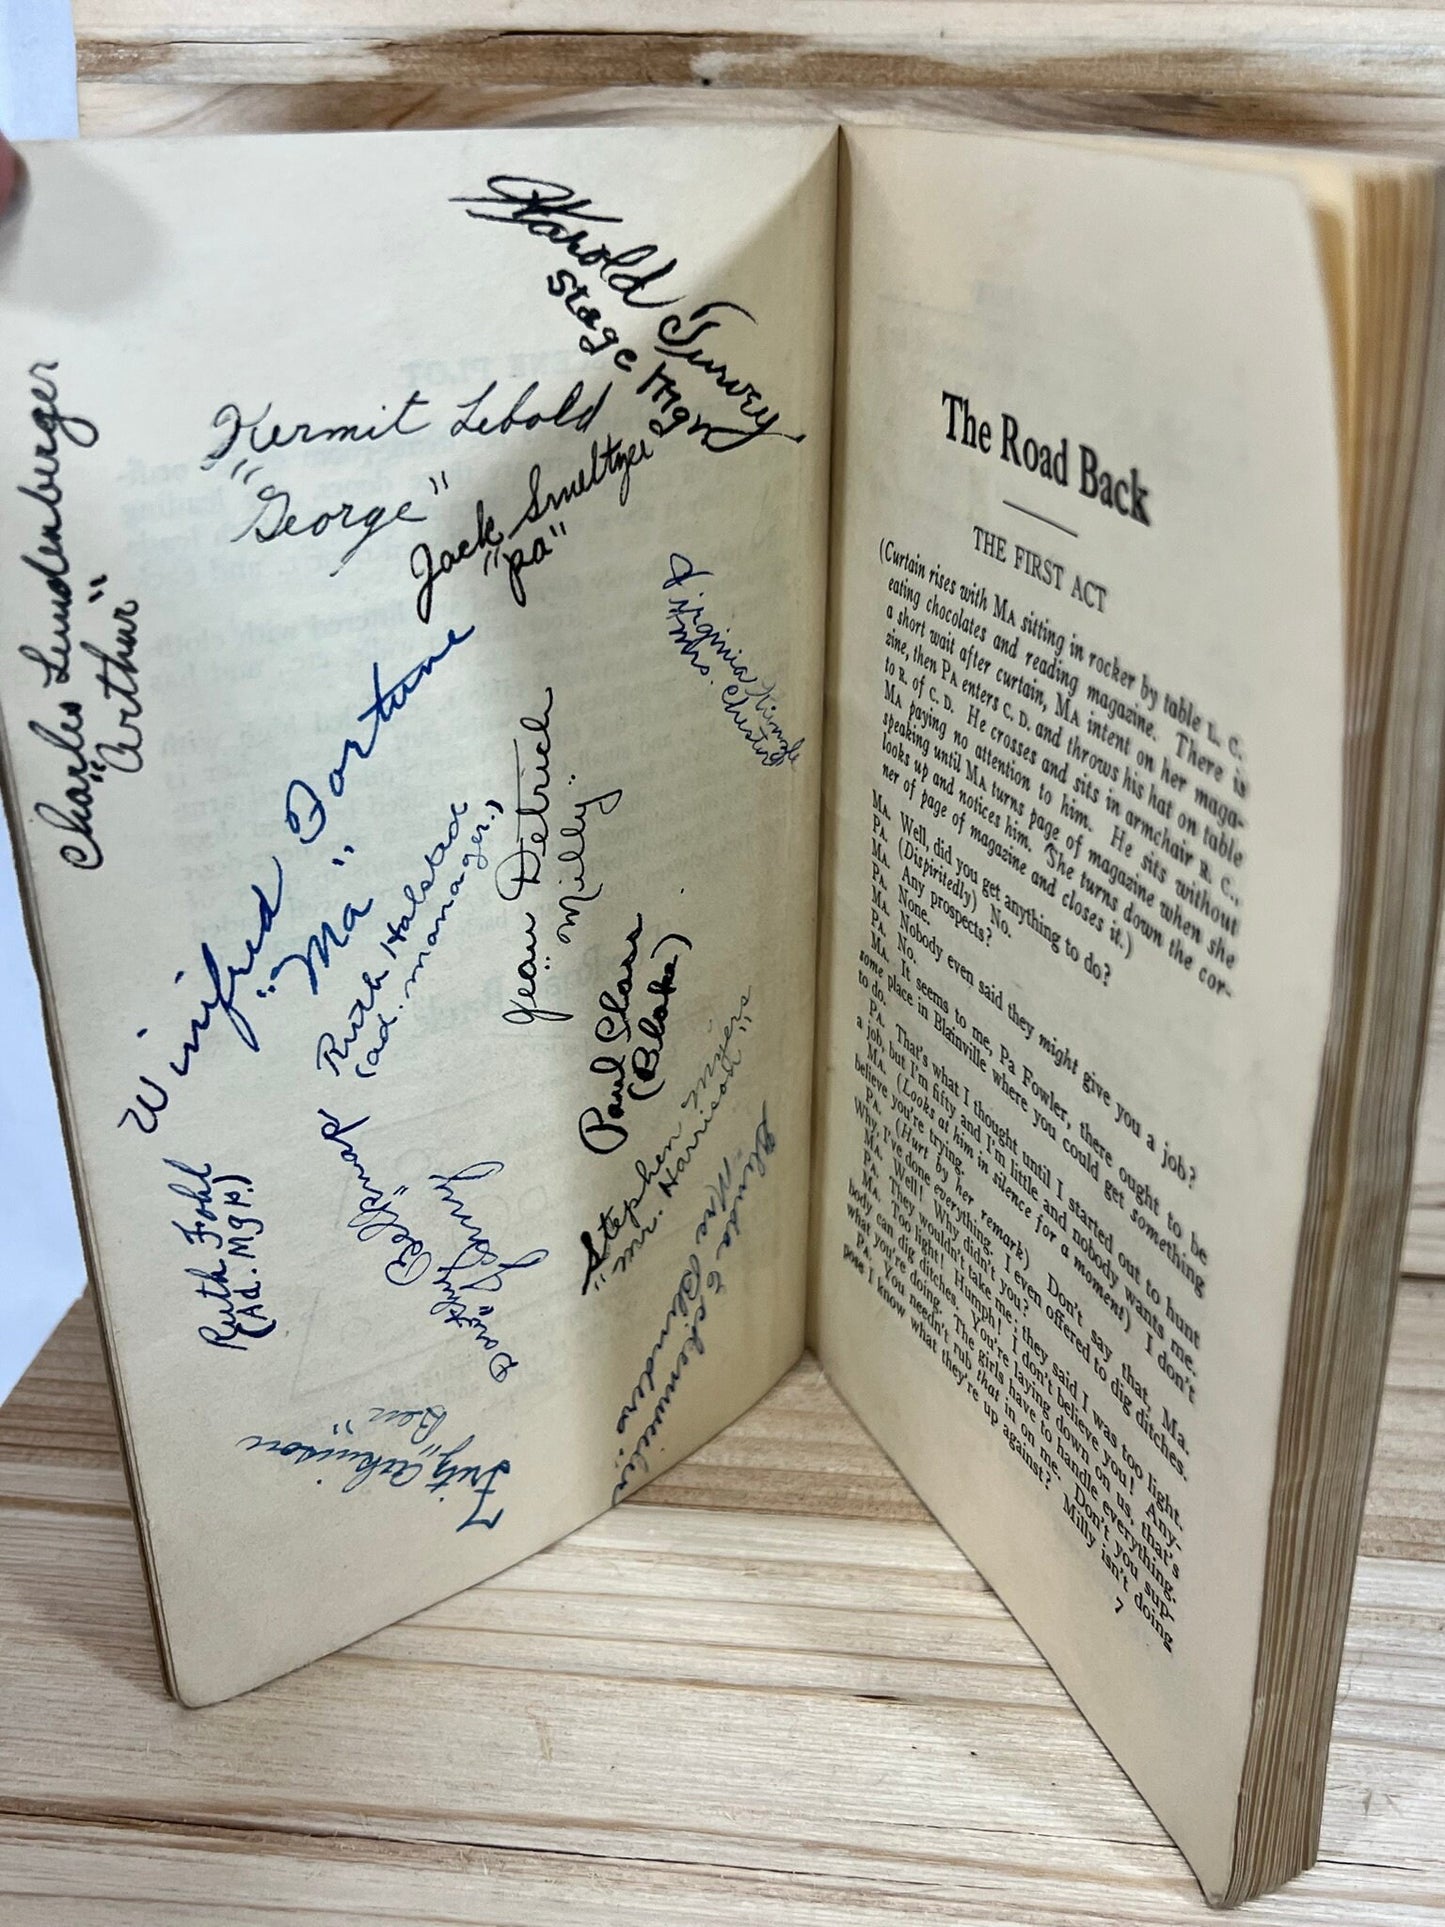 Harold Turvey
Stage Mgr
Kermit Lebold
"George"
Jack Smeltzer
"Pa"
Charles Laudenberger
"Arthur"
Winifred Fortune
"Ma"
Virginia
"Mrs.
Jean Detrich
"Milly"
Ruth Halstead
(ad. manager.)
Paul Sloss
(Blake)
Stephen Myers
"mr. Harrison"
Ruth Fohl
(Ad. Mgr.)
Fritz
"Ben"
The Road Back
THE FIRST ACT
(Curtain rises with MA sitting in rocker by table L. C.
eating chocolates and reading magazine. There is
a short wait after curtain, MA intent on her maga-
zine, then PA enters C. D. and throws his hat on table
to R. of C. D. He crosses and sits in armchair R. C.,
MA paying no attention to him. He sits without
speaking until MA turns page of magazine when she
looks up and notices him. She turns down the cor-
ner of page of magazine and closes it.)
MA. Well, did you get anything to do?
PA. (Dispiritedly) No.
MA. Any prospects?
PA. None.
MA. Nobody even said they might give you a job?
PA. No.
MA. It seems to me, Pa Fowler, there ought to be
some place in Blainville where you could get something
to do.
PA. That's what I thought until I started out to hunt
a job, but I'm fifty and I'm little and nobody wants me.
MA. (Looks at him in silence for a moment) I don't
believe you're trying.
PA. (Hurt by her remark) Don't say that, Ma.
Why, I've done everything. I even offered to dig ditches.
MA. Well! Why didn't you?
PA. They wouldn't take me; they said I was too light.
MA. Too light! Humph! I don't believe you! Any-
body can dig ditches. You're laying down on us, that's
what you're doing. The girls have to handle everything.
PA. You needn't rub that in on me. Don't you sup-
pose I know what they're up against? Milly isn't doing
7